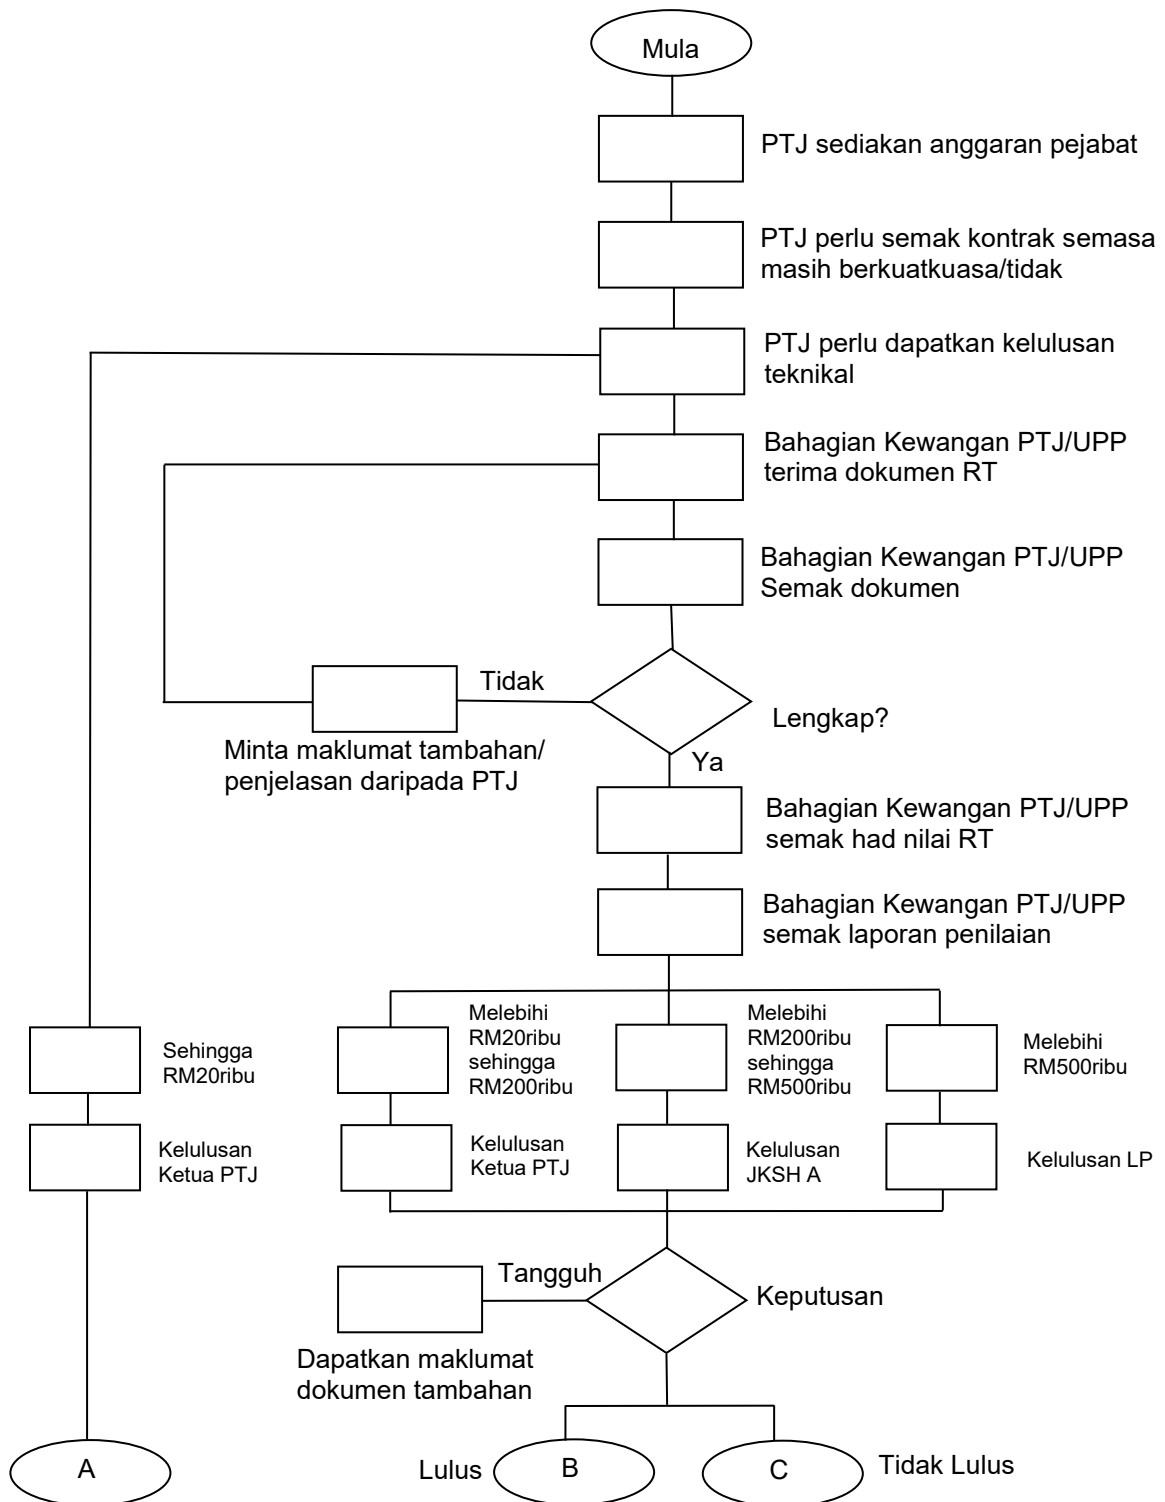 Mula
PTJ sediakan anggaran pejabat
PTJ perlu semak kontrak semasa
masih berkuatkuasa/tidak
PTJ perlu dapatkan kelulusan
teknikal
Bahagian Kewangan PTJ/UPP
terima dokumen RT
Bahagian Kewangan PTJ/UPP
Semak dokumen
Tidak
Lengkap?
Minta maklumat tambahan/
penjelasan daripada PTJ
Ya
Bahagian Kewangan PTJ/UPP
semak had nilai RT
Bahagian Kewangan PTJ/UPP
semak laporan penilaian
Sehingga
RM20ribu
Melebihi
RM20ribu
sehingga
RM200ribu
Melebihi
RM200ribu
sehingga
RM500ribu
Melebihi
RM500ribu
Kelulusan
Ketua PTJ
Kelulusan
Ketua PTJ
Kelulusan
JKSH A
Kelulusan LP
Tangguh
Keputusan
Dapatkan maklumat
dokumen tambahan
A
Lulus
B
C
Tidak Lulus